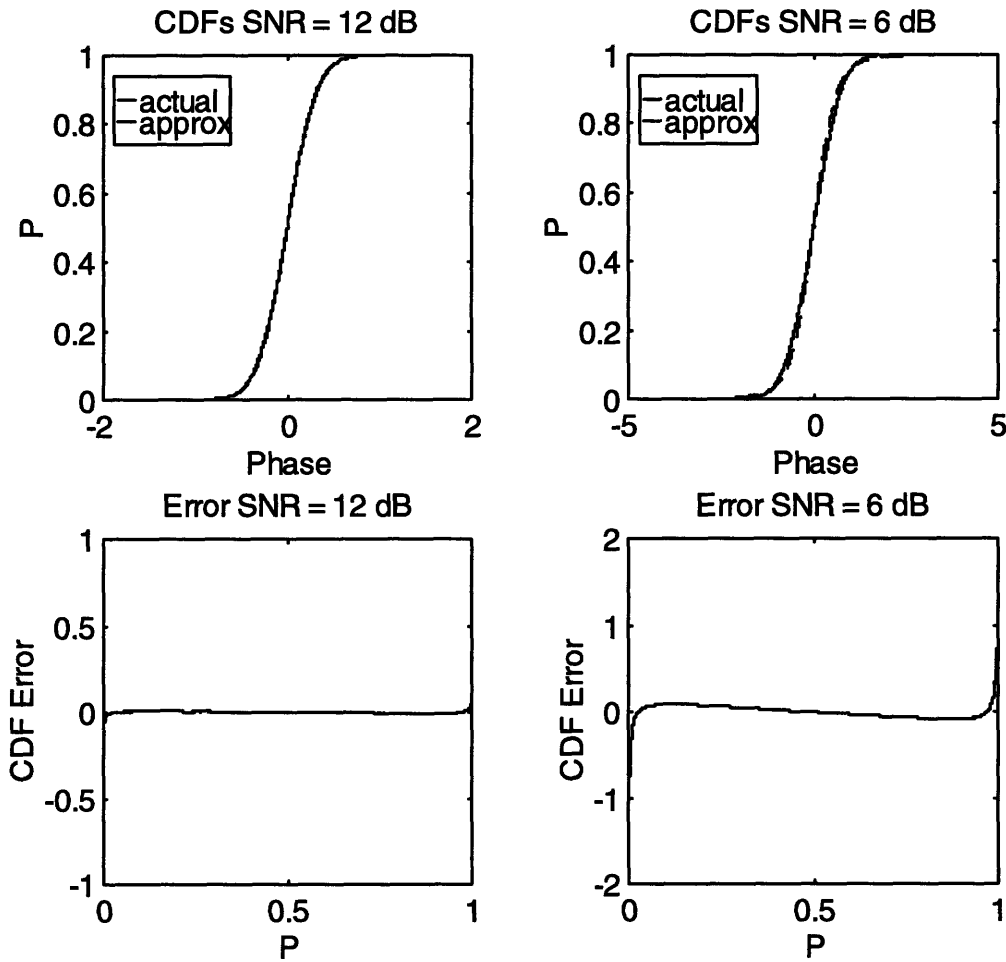 CDFs SNR = 12 dB
1
0.8
0.6
0.4
0.2
0
P
actual
approx
-2
0
2
Phase
CDFs SNR = 6 dB
1
0.8
0.6
0.4
0.2
0
P
actual
approx
-5
0
5
Phase
Error SNR = 12 dB
1
0.5
0
-0.5
-1
CDF Error
0
0.5
1
P
Error SNR = 6 dB
2
1
0
-1
-2
CDF Error
0
0.5
1
P